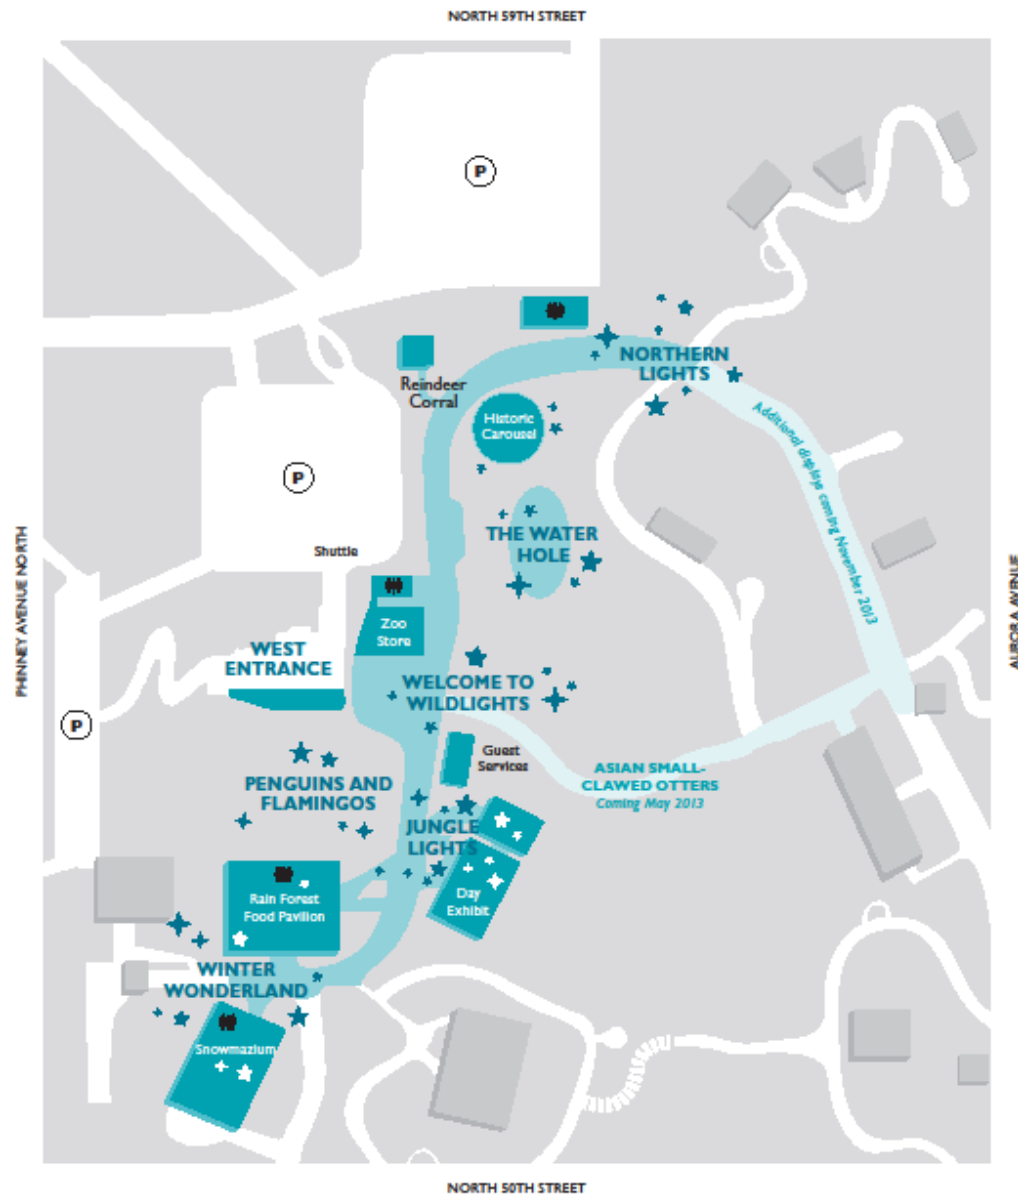 NORTH 59TH STREET
P
NORTHERN
LIGHTS
Reindeer
Corral
Historic
Carousel
Additional displays coming November 2013
P
THE WATER
HOLE
Shuttle
PHINNEY AVENUE NORTH
AURORA AVENUE
Zoo
Store
WEST
ENTRANCE
WELCOME TO
WILDLIGHTS
P
Guest
Services
ASIAN SMALL-
CLAWED OTTERS
Coming May 2013
PENGUINS AND
FLAMINGOS
JUNGLE
LIGHTS
Rain Forest
Food Pavilion
Day
Exhibit
WINTER
WONDERLAND
Snowmazium
NORTH 50TH STREET